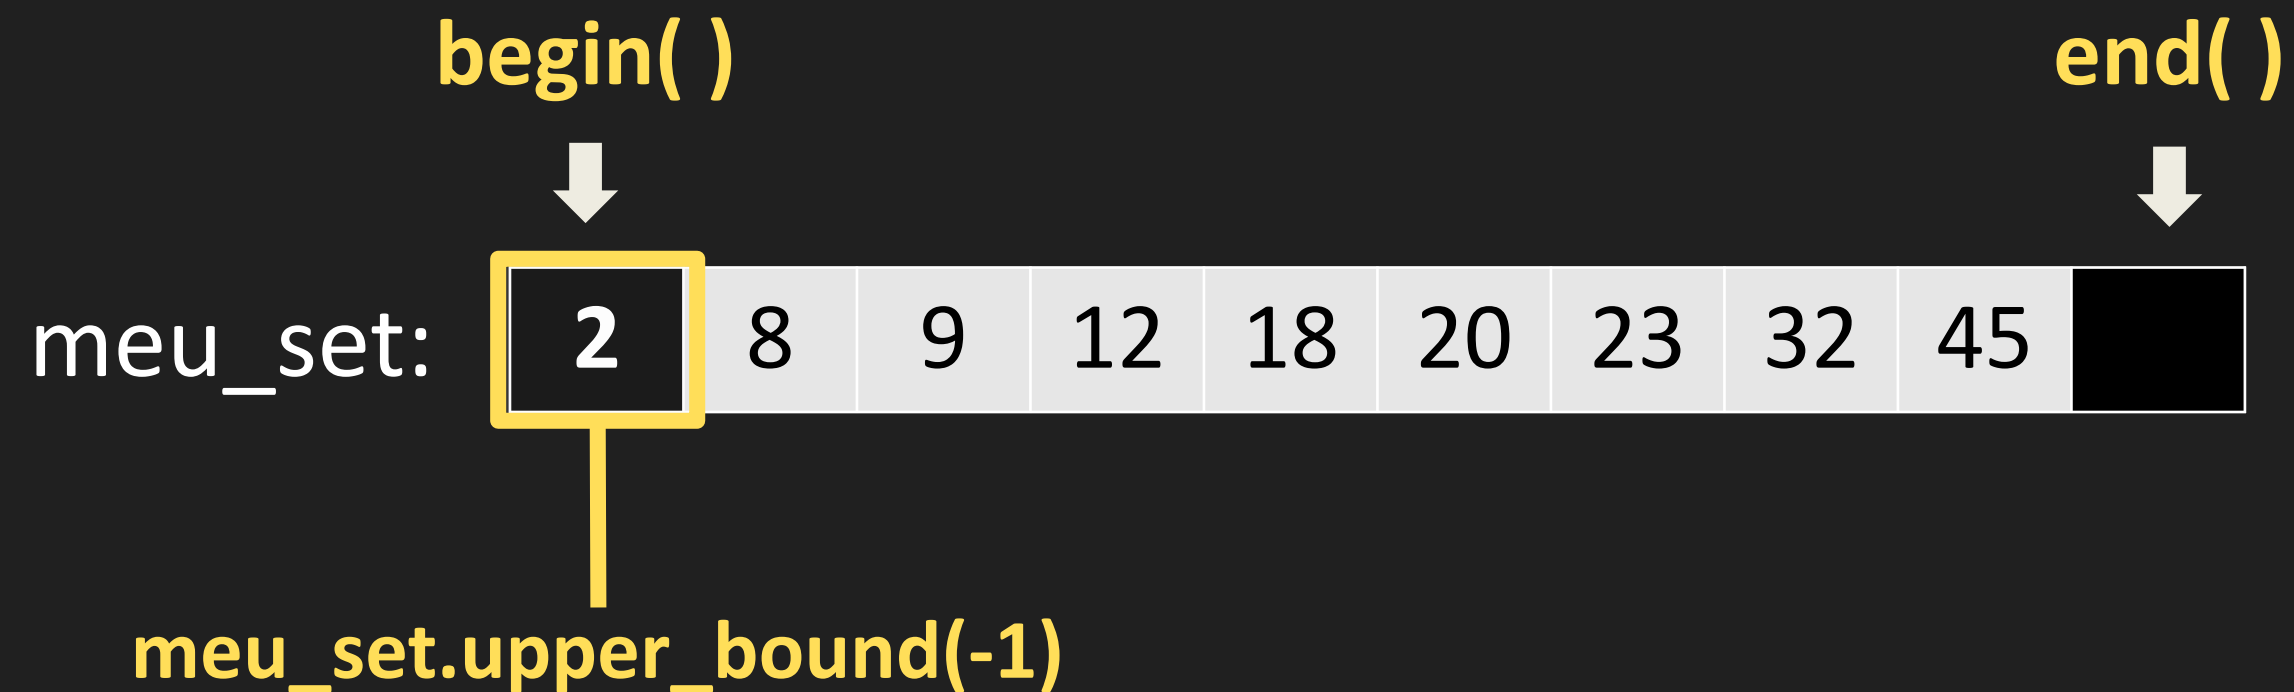 begin( ) end( )
meu_set: 2 8 9 12 18 20 23 32 45
meu_set.upper_bound(-1)